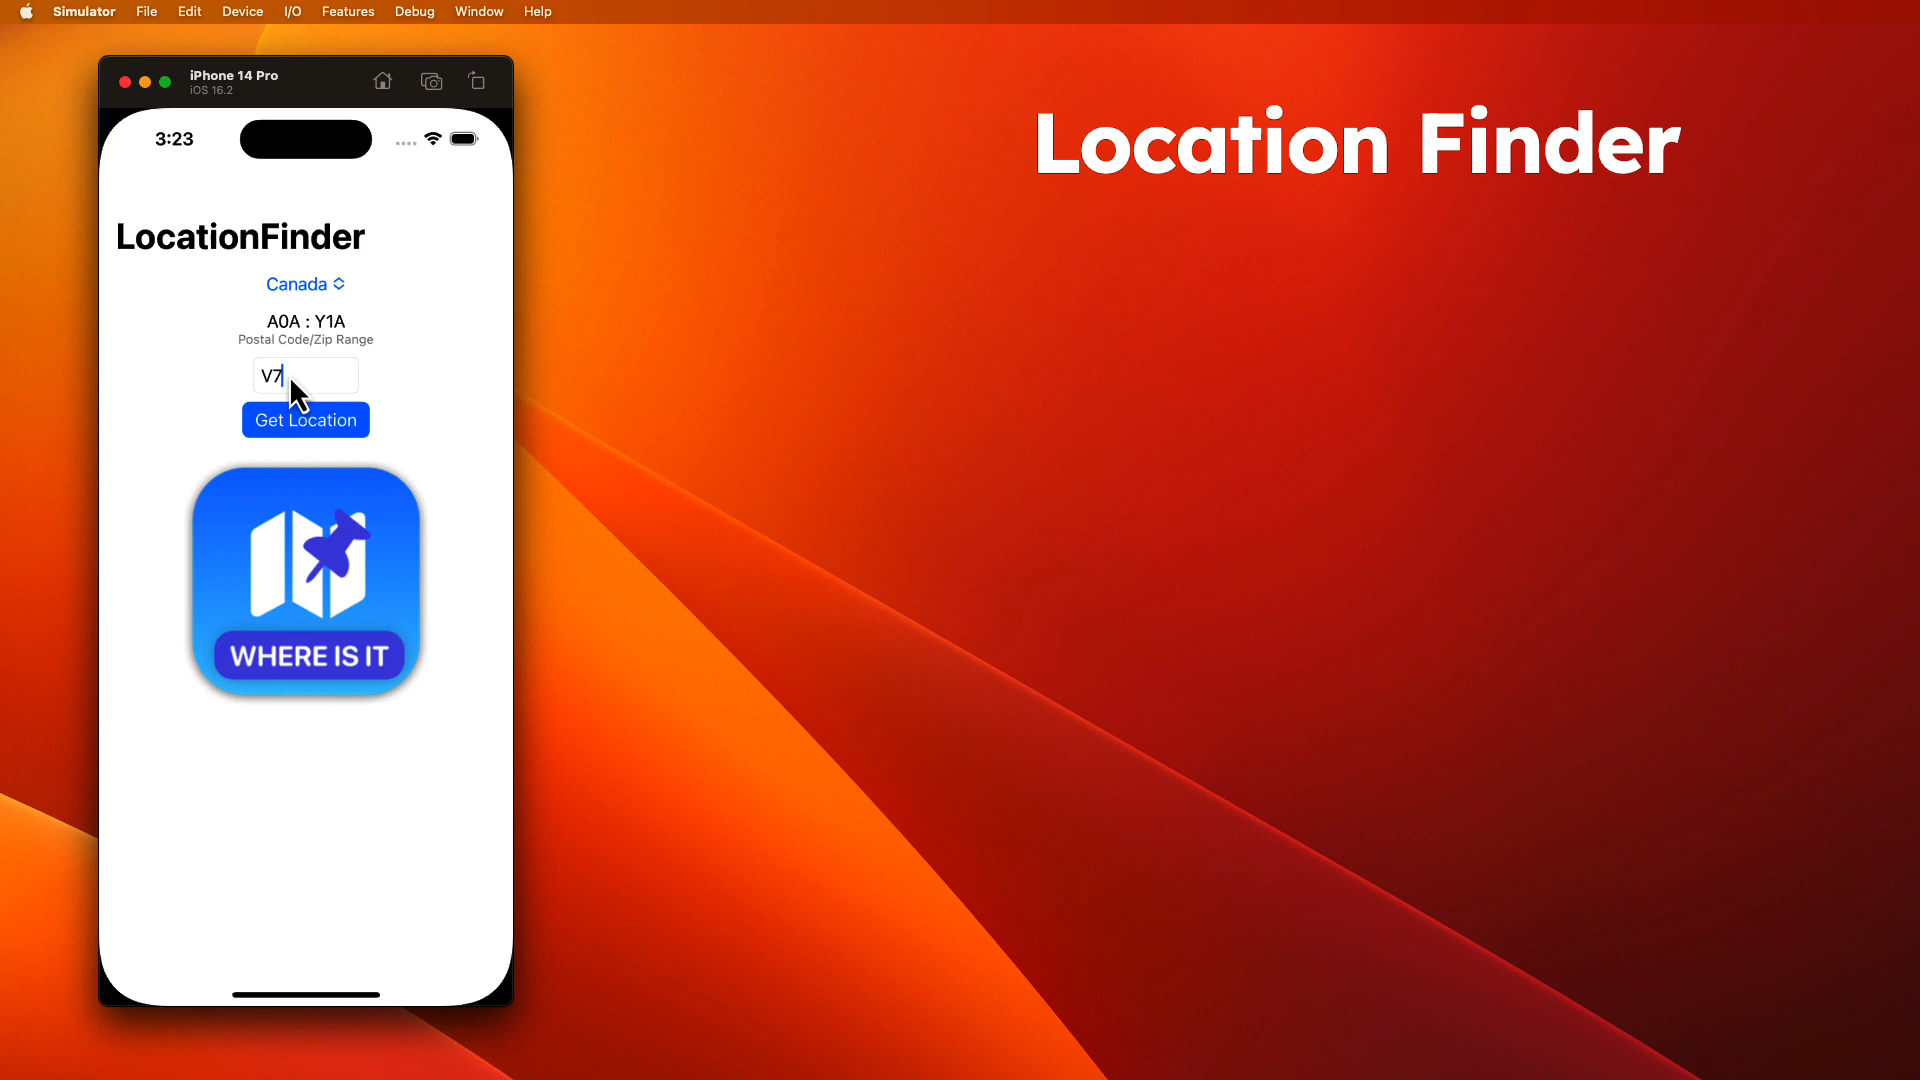 Simulator File Edit Device I/O Features Debug Window Help
iPhone 14 Pro
iOS 16.2
3:23
Location Finder
LocationFinder
Canada
A0A : Y1A
Postal Code/Zip Range
V7
Get Location
WHERE IS IT